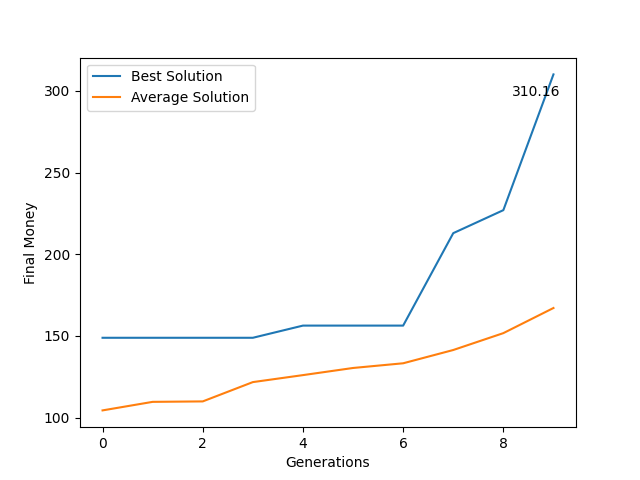 Best Solution
Average Solution
310.16
300
250
200
150
100
Final Money
0 2 4 6 8
Generations